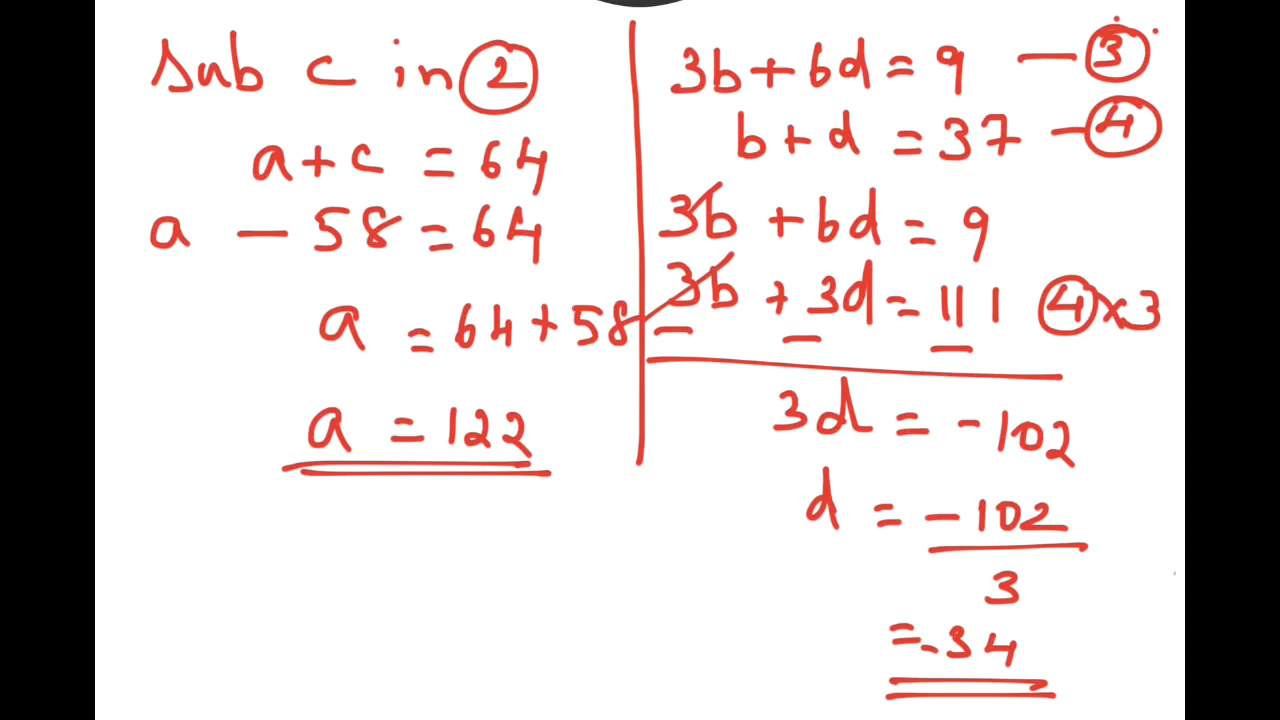 Sub c in ②
a + c = 64
a - 58 = 64
a = 64 + 58
a = 122
3b + 6d = 9 — ③
b + d = 37 — ④
3b + 6d = 9
3b + 3d = 111 ④ × 3
- - -
3d = -102
d = -102
3
= -34